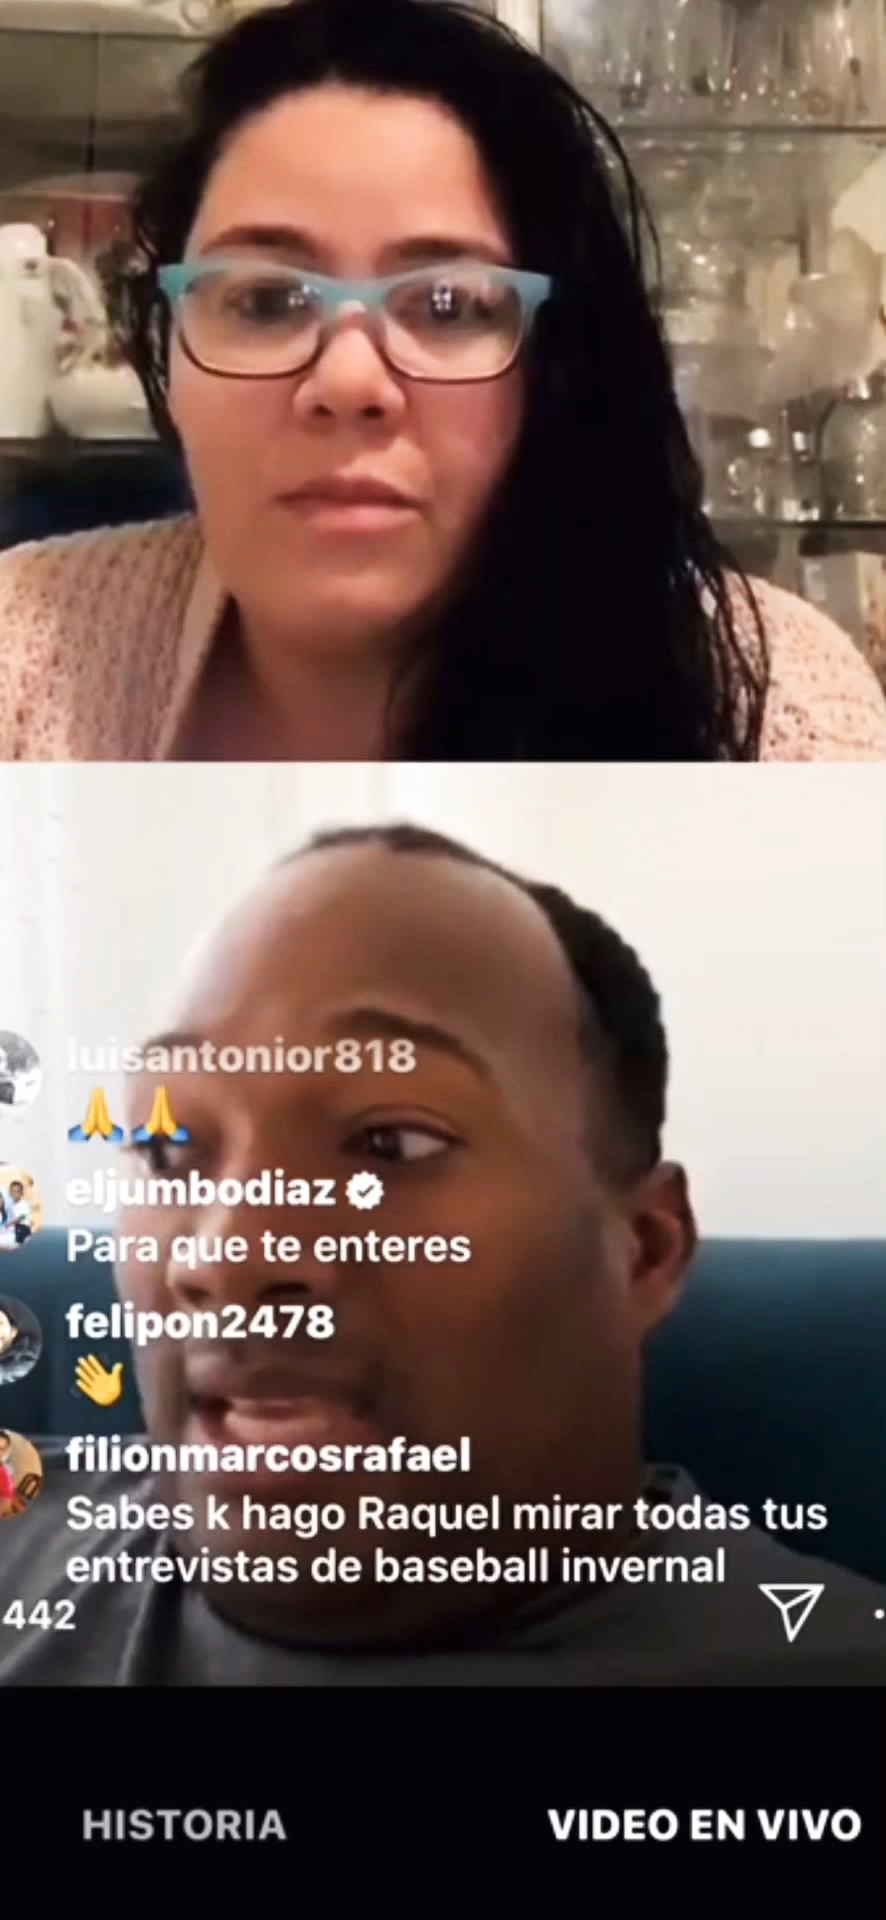 luisantonior818
🙏🙏
eljumbodiaz
Para que te enteres
felipon2478
👋
filionmarcosrafael
Sabes k hago Raquel mirar todas tus
entrevistas de baseball invernal
442
HISTORIA
VIDEO EN VIVO